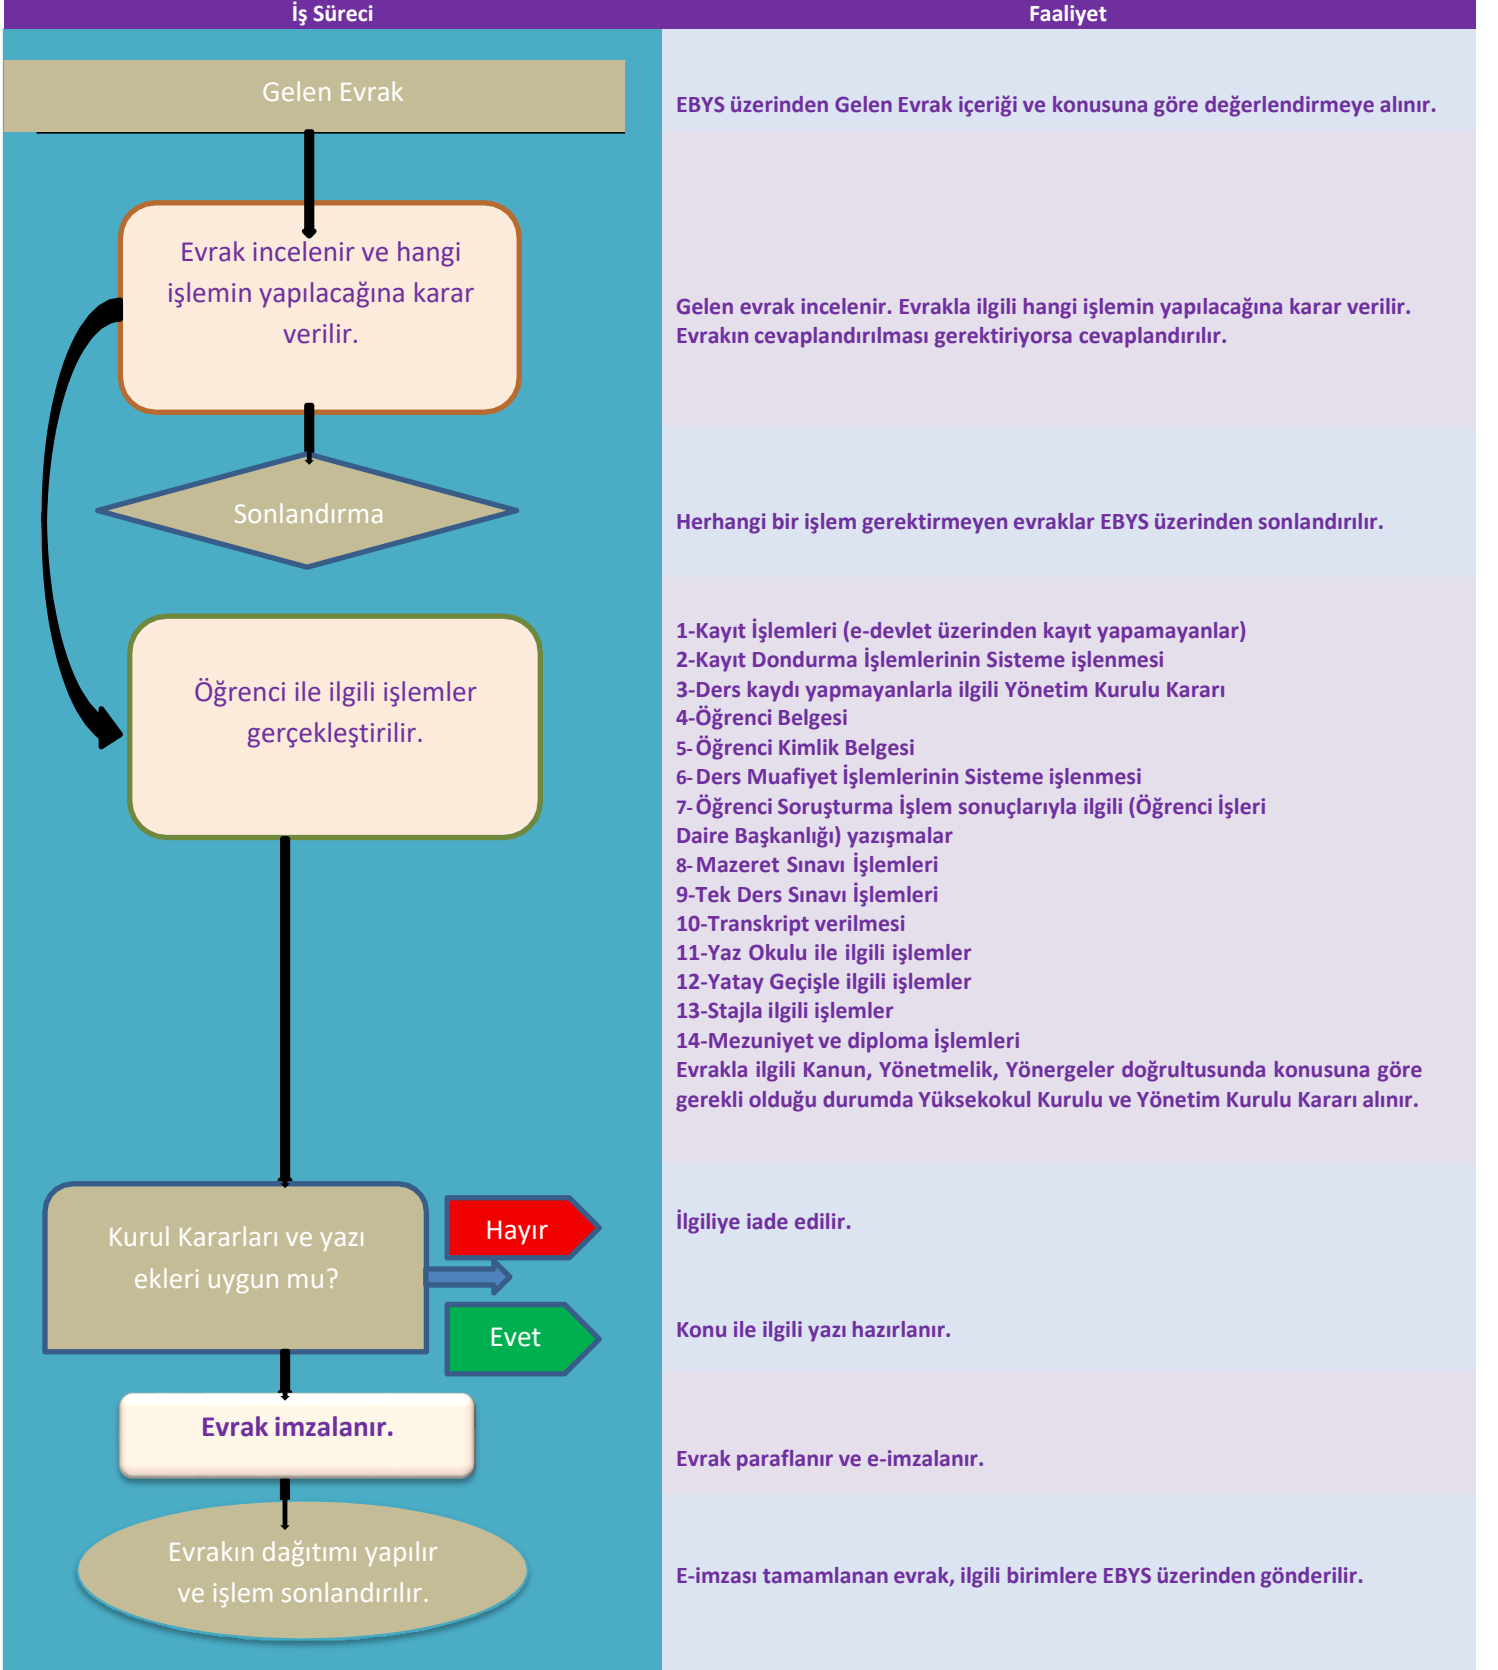 İş Süreci
Faaliyet
Gelen Evrak
EBYS üzerinden Gelen Evrak içeriği ve konusuna göre değerlendirmeye alınır.
Evrak incelenir ve hangi
işlemin yapılacağına karar
verilir.
Gelen evrak incelenir. Evrakla ilgili hangi işlemin yapılacağına karar verilir.
Evrakın cevaplandırılması gerektiriyorsa cevaplandırılır.
Sonlandırma
Herhangi bir işlem gerektirmeyen evraklar EBYS üzerinden sonlandırılır.
Öğrenci ile ilgili işlemler
gerçekleştirilir.
1-Kayıt İşlemleri (e-devlet üzerinden kayıt yapamayanlar)
2-Kayıt Dondurma İşlemlerinin Sisteme işlenmesi
3-Ders kaydı yapmayanlarla ilgili Yönetim Kurulu Kararı
4-Öğrenci Belgesi
5-Öğrenci Kimlik Belgesi
6-Ders Muafiyet İşlemlerinin Sisteme işlenmesi
7-Öğrenci Soruşturma İşlem sonuçlarıyla ilgili (Öğrenci İşleri
Daire Başkanlığı) yazışmalar
8-Mazeret Sınavı İşlemleri
9-Tek Ders Sınavı İşlemleri
10-Transkript verilmesi
11-Yaz Okulu ile ilgili işlemler
12-Yatay Geçişle ilgili işlemler
13-Stajla ilgili işlemler
14-Mezuniyet ve diploma İşlemleri
Evrakla ilgili Kanun, Yönetmelik, Yönergeler doğrultusunda konusuna göre
gerekli olduğu durumda Yüksekokul Kurulu ve Yönetim Kurulu Kararı alınır.
Kurul Kararları ve yazı
ekleri uygun mu?
Hayır
İlgiliye iade edilir.
Evet
Konu ile ilgili yazı hazırlanır.
Evrak imzalanır.
Evrak paraflanır ve e-imzalanır.
Evrakın dağıtımı yapılır
ve işlem sonlandırılır.
E-imzası tamamlanan evrak, ilgili birimlere EBYS üzerinden gönderilir.